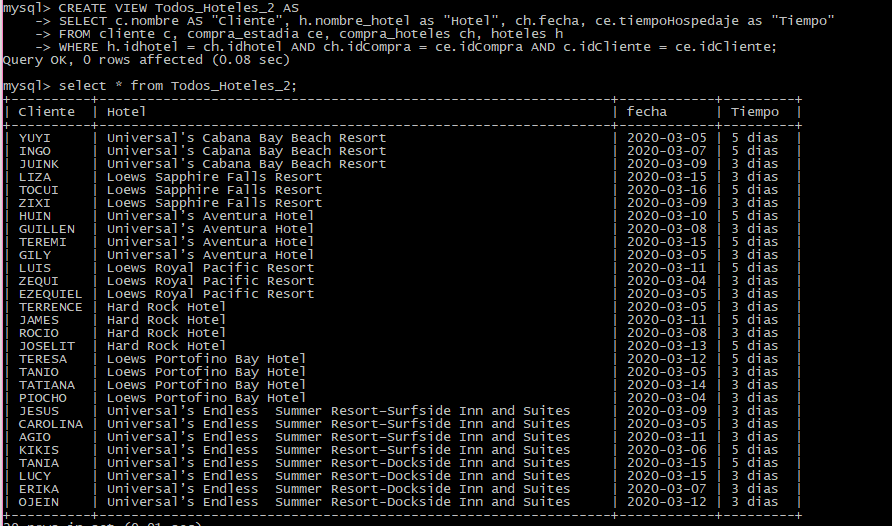 mysql> CREATE VIEW Todos_Hoteles_2 AS
    -> SELECT c.nombre AS "Cliente", h.nombre_hotel as "Hotel", ch.fecha, ce.tiempoHospedaje as "Tiempo"
    -> FROM cliente c, compra_estadia ce, compra_hoteles ch, hoteles h
    -> WHERE h.idhotel = ch.idhotel AND ch.idCompra = ce.idCompra AND c.idCliente = ce.idCliente;
Query OK, 0 rows affected (0.08 sec)
mysql> select * from Todos_Hoteles_2;
| Cliente | Hotel | fecha | Tiempo |
| YUYI | Universal's Cabana Bay Beach Resort | 2020-03-05 | 5 dias |
| INGO | Universal's Cabana Bay Beach Resort | 2020-03-07 | 5 dias |
| JUINK | Universal's Cabana Bay Beach Resort | 2020-03-09 | 3 dias |
| LIZA | Loews Sapphire Falls Resort | 2020-03-15 | 3 dias |
| TOCUI | Loews Sapphire Falls Resort | 2020-03-16 | 5 dias |
| ZIXI | Loews Sapphire Falls Resort | 2020-03-09 | 3 dias |
| HUIN | Universal's Aventura Hotel | 2020-03-10 | 5 dias |
| GUILLEN | Universal's Aventura Hotel | 2020-03-08 | 3 dias |
| TEREMI | Universal's Aventura Hotel | 2020-03-15 | 5 dias |
| GILY | Universal's Aventura Hotel | 2020-03-05 | 3 dias |
| LUIS | Loews Royal Pacific Resort | 2020-03-11 | 5 dias |
| ZEQUI | Loews Royal Pacific Resort | 2020-03-04 | 3 dias |
| EZEQUIEL | Loews Royal Pacific Resort | 2020-03-05 | 3 dias |
| TERRENCE | Hard Rock Hotel | 2020-03-05 | 3 dias |
| JAMES | Hard Rock Hotel | 2020-03-11 | 5 dias |
| ROCIO | Hard Rock Hotel | 2020-03-08 | 3 dias |
| JOSELIT | Hard Rock Hotel | 2020-03-13 | 5 dias |
| TERESA | Loews Portofino Bay Hotel | 2020-03-12 | 5 dias |
| TANIO | Loews Portofino Bay Hotel | 2020-03-05 | 3 dias |
| TATIANA | Loews Portofino Bay Hotel | 2020-03-14 | 3 dias |
| PIOCHO | Loews Portofino Bay Hotel | 2020-03-04 | 3 dias |
| JESUS | Universal's Endless  Summer Resort-Surfside Inn and Suites | 2020-03-09 | 3 dias |
| CAROLINA | Universal's Endless  Summer Resort-Surfside Inn and Suites | 2020-03-05 | 3 dias |
| AGIO | Universal's Endless  Summer Resort-Surfside Inn and Suites | 2020-03-11 | 3 dias |
| KIKIS | Universal's Endless  Summer Resort-Surfside Inn and Suites | 2020-03-06 | 5 dias |
| TANIA | Universal's Endless  Summer Resort-Dockside Inn and Suites | 2020-03-15 | 5 dias |
| LUCY | Universal's Endless  Summer Resort-Dockside Inn and Suites | 2020-03-15 | 3 dias |
| ERIKA | Universal's Endless  Summer Resort-Dockside Inn and Suites | 2020-03-07 | 3 dias |
| OJEIN | Universal's Endless  Summer Resort-Dockside Inn and Suites | 2020-03-12 | 3 dias |